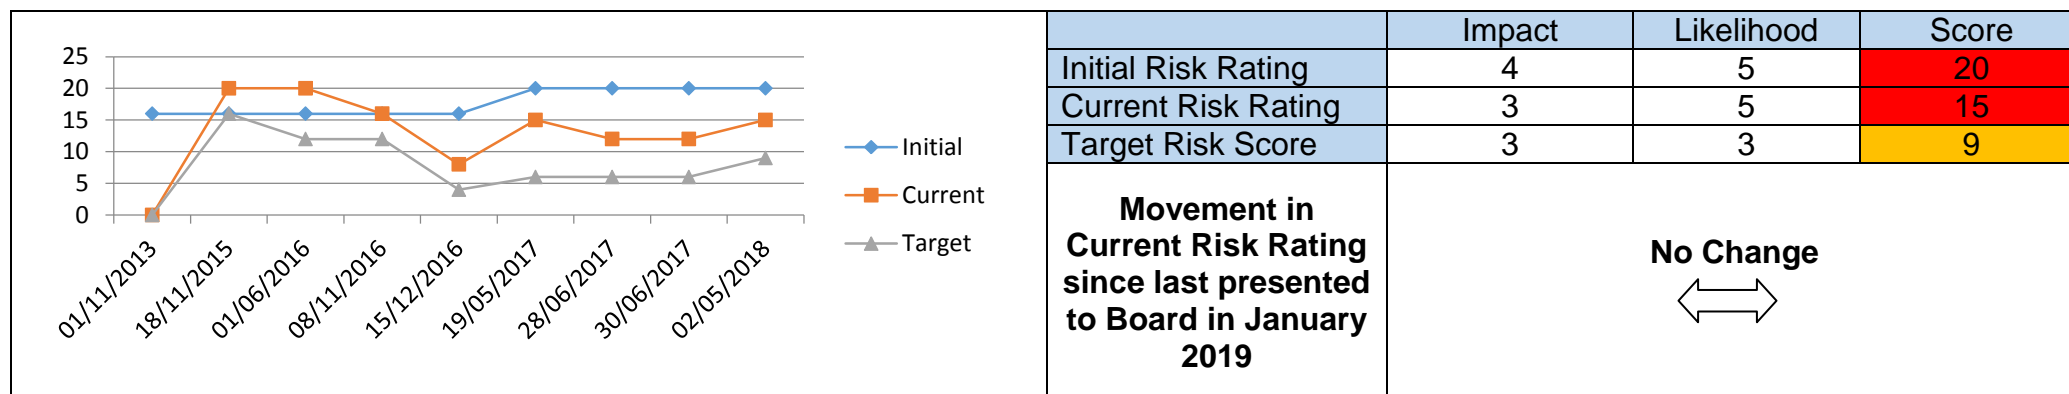 25
20
15
10
5
0
01/11/2013
18/11/2015
01/06/2016
08/11/2016
15/12/2016
19/05/2017
28/06/2017
30/06/2017
02/05/2018
Initial
Current
Target
Impact Likelihood Score
Initial Risk Rating 4 5 20
Current Risk Rating 3 5 15
Target Risk Score 3 3 9
Movement in
Current Risk Rating
since last presented
to Board in January
2019
No Change